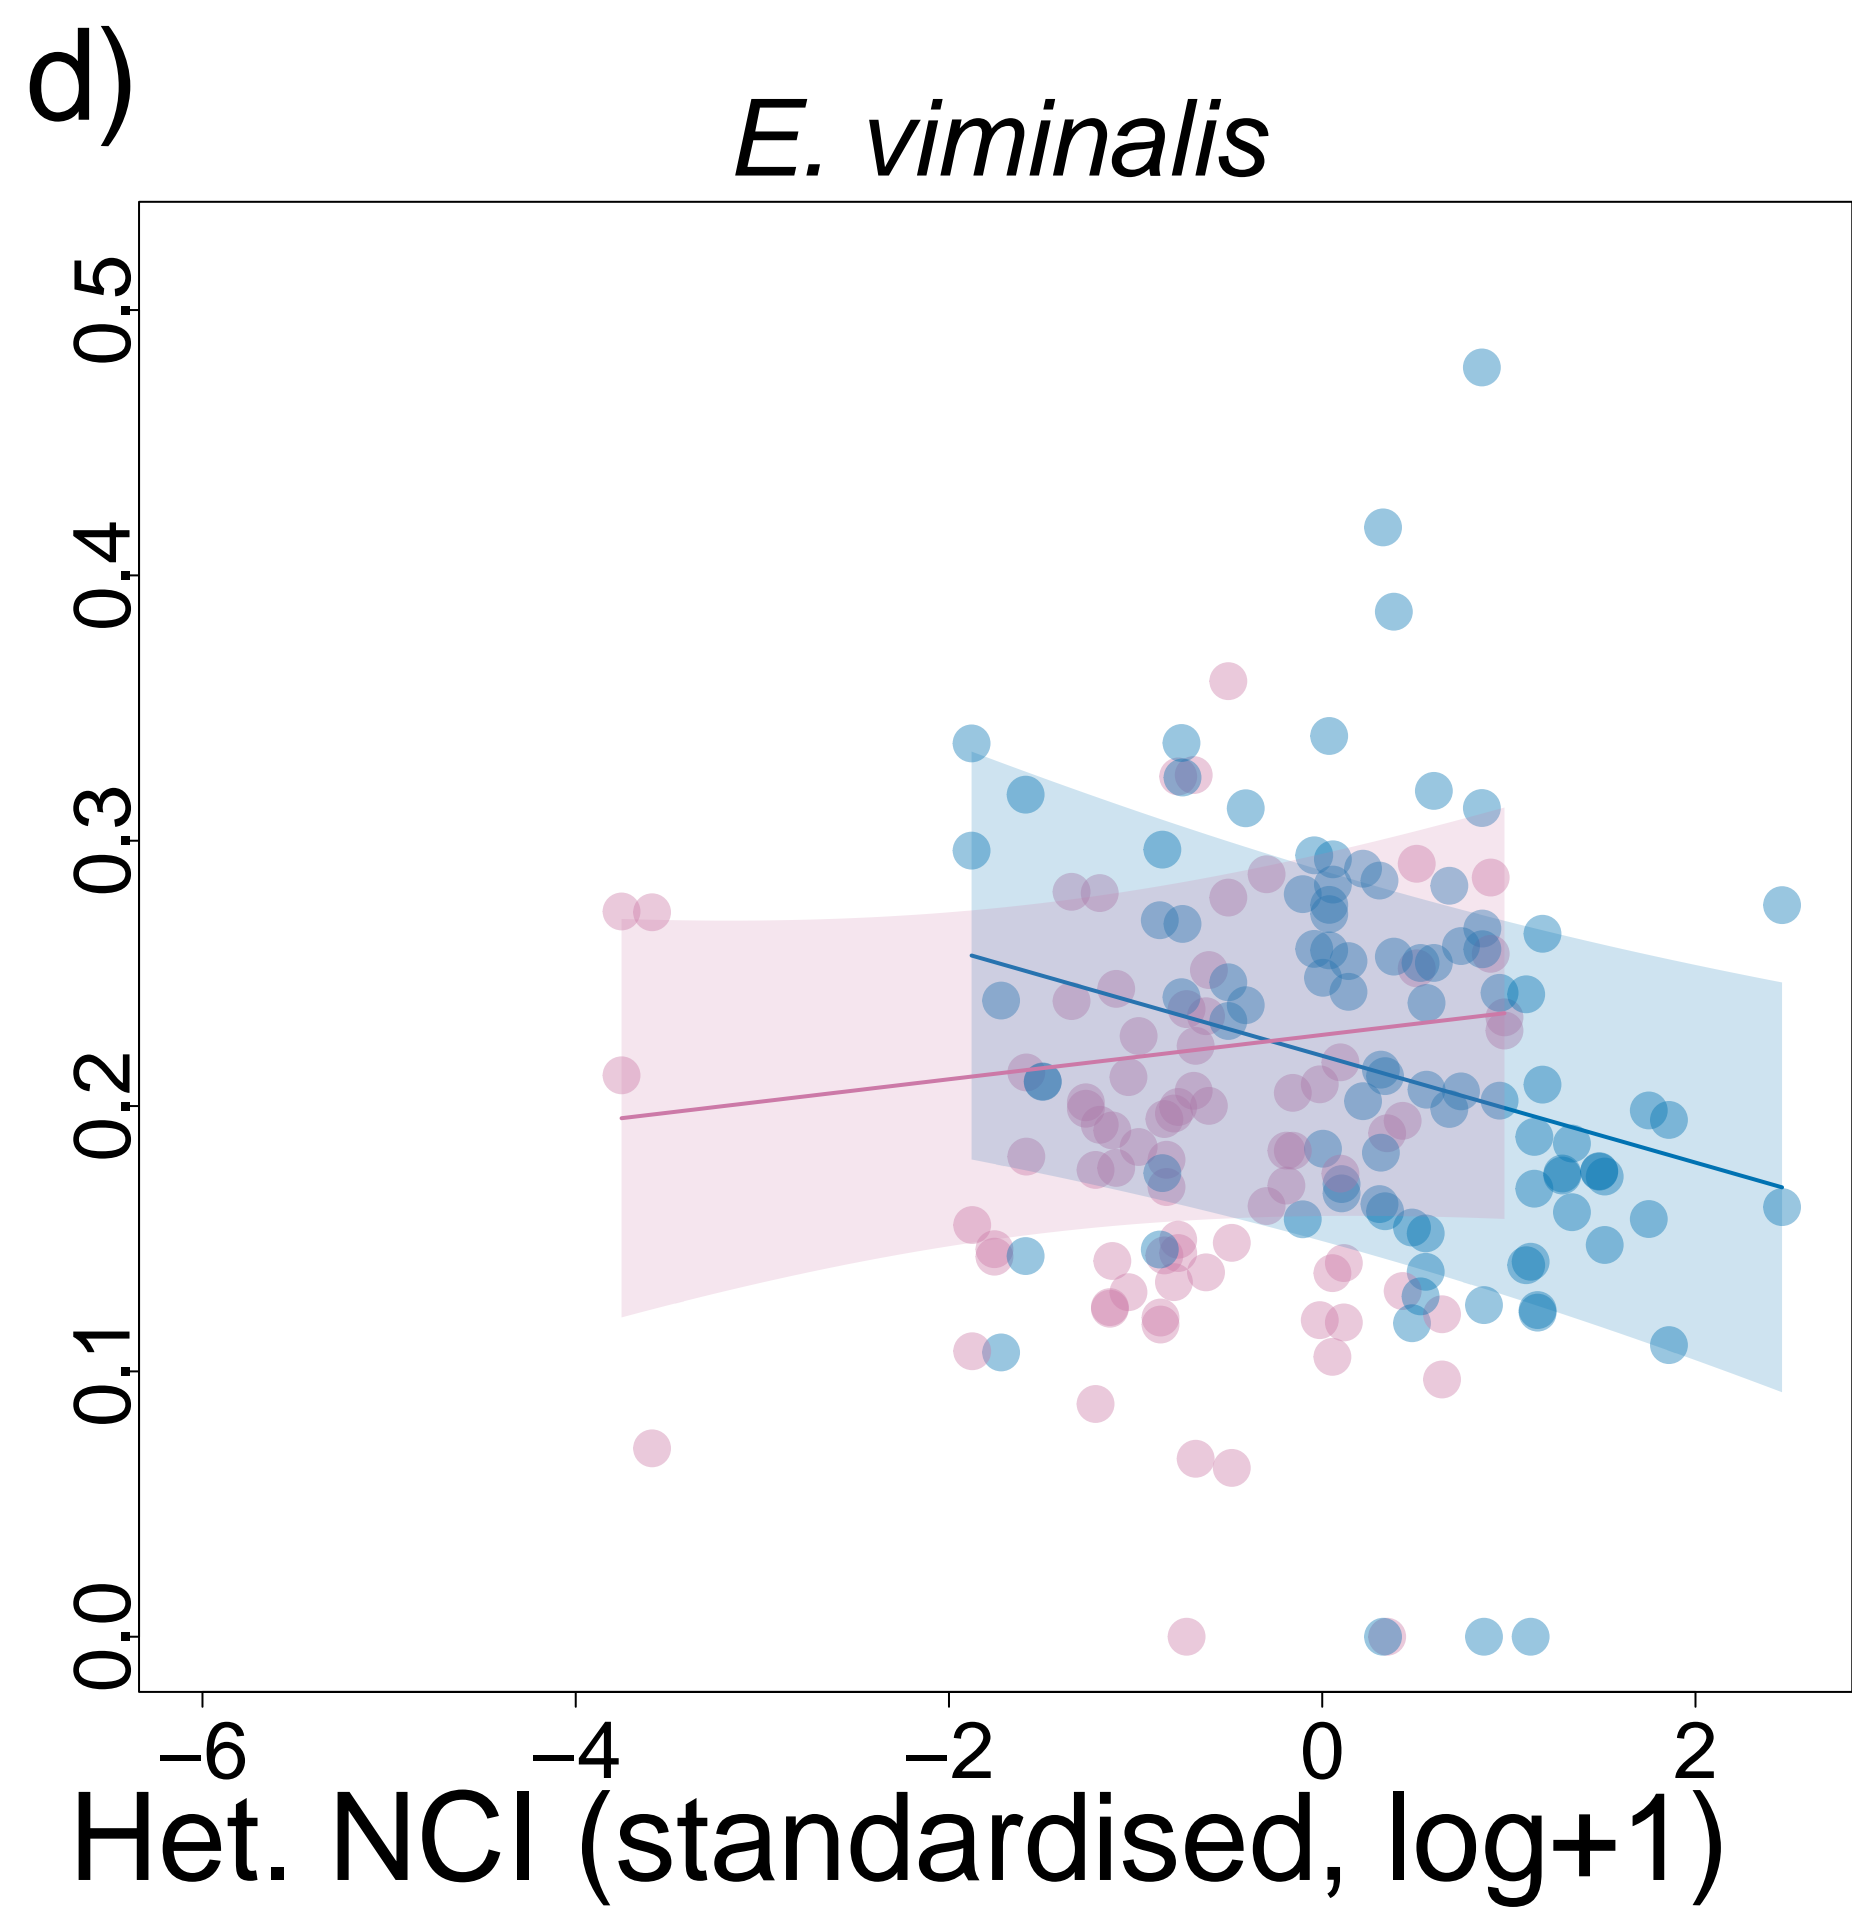 d)
E. viminalis
0.5
0.4
0.3
0.2
0.1
0.0
–6 –4 –2 0 2
Het. NCI (standardised, log+1)